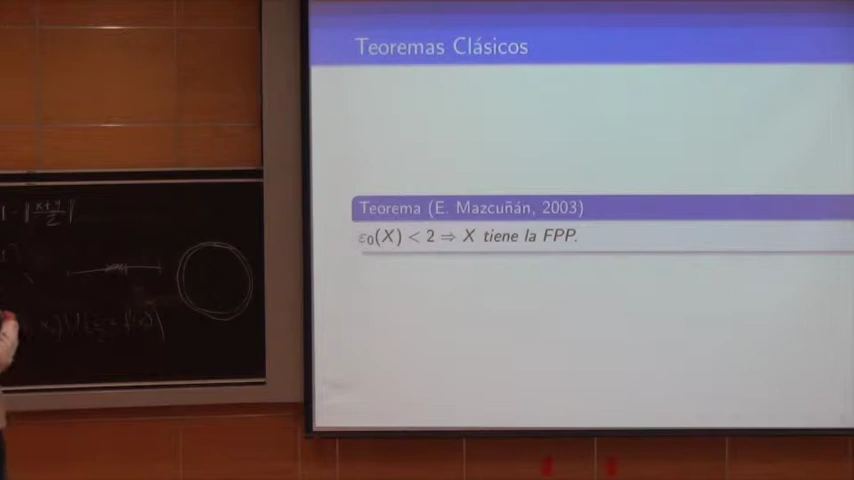 Teoremas Clásicos
Teorema (E. Mazcuñán, 2003)
ε₀(X) < 2 ⇒ X tiene la FPP.